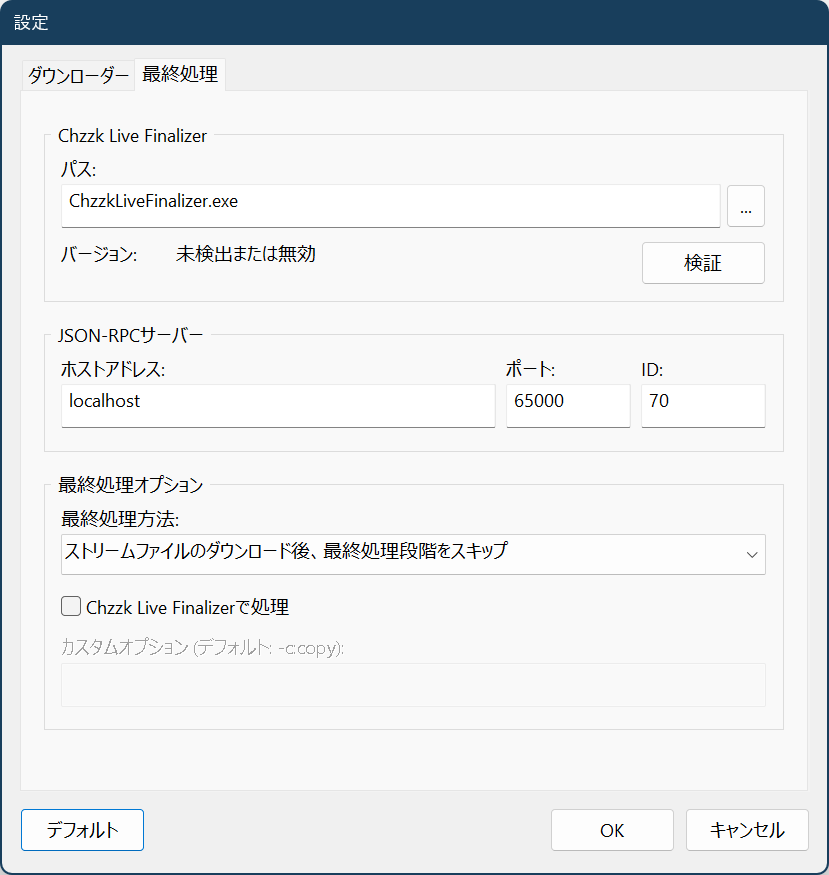 設定
ダウンローダー 最終処理
Chzzk Live Finalizer
パス:
ChzzkLiveFinalizer.exe ...
バージョン: 未検出または無効 検証
JSON-RPCサーバー
ホストアドレス: ポート: ID:
localhost 65000 70
最終処理オプション
最終処理方法:
ストリームファイルのダウンロード後、最終処理段階をスキップ
Chzzk Live Finalizerで処理
カスタムオプション (デフォルト: -c:copy):
デフォルト OK キャンセル